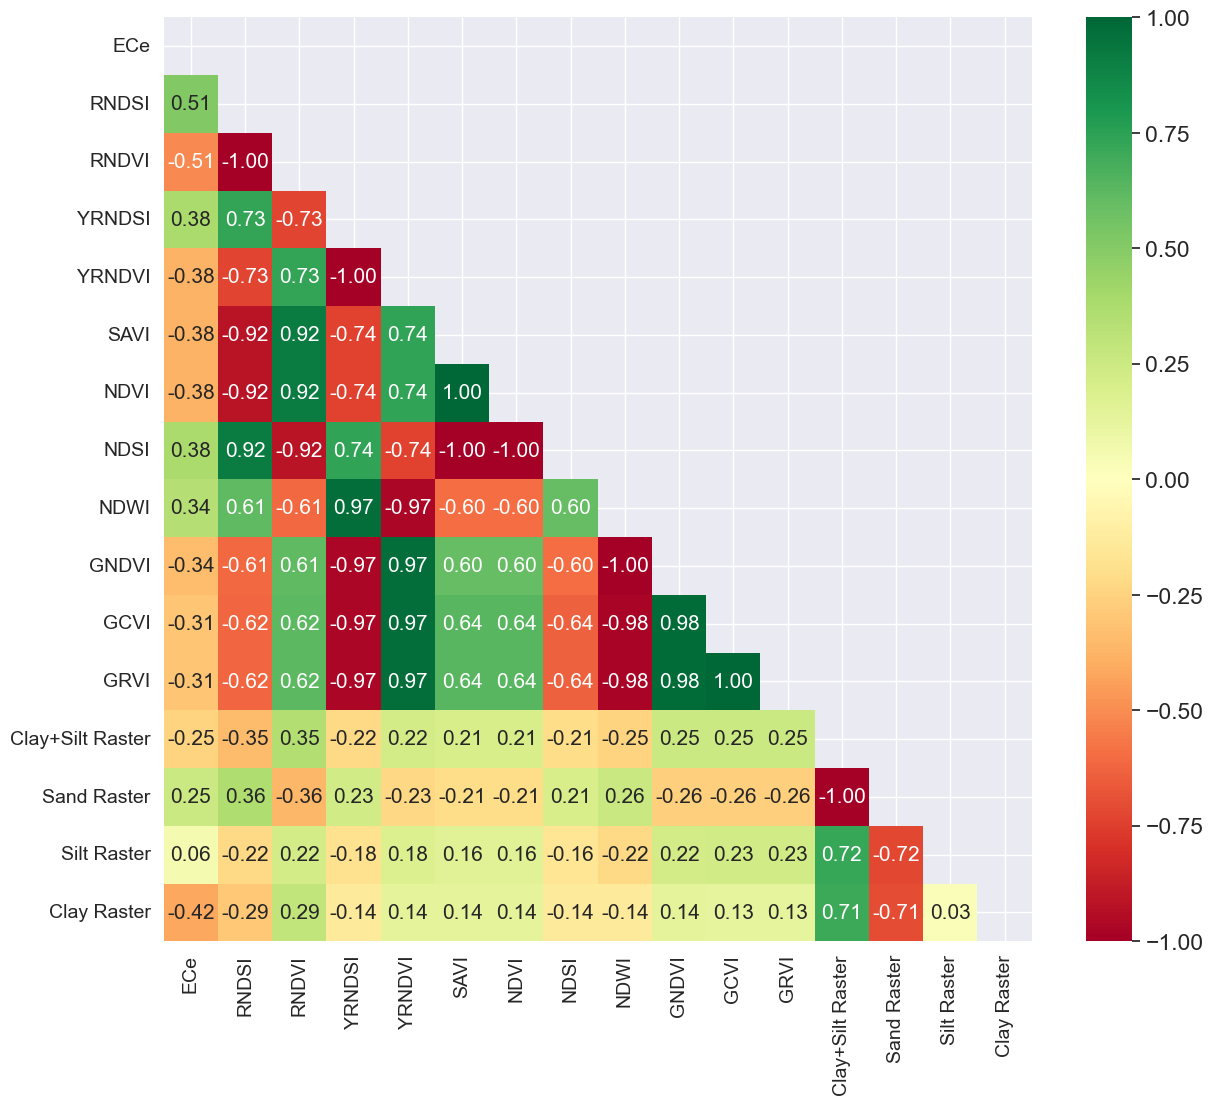 ECe
RNDSI 0.51
RNDVI -0.51 -1.00
YRNDSI 0.38 0.73 -0.73
YRNDVI -0.38 -0.73 0.73 -1.00
SAVI -0.38 -0.92 0.92 -0.74 0.74
NDVI -0.38 -0.92 0.92 -0.74 0.74 1.00
NDSI 0.38 0.92 -0.92 0.74 -0.74 -1.00 -1.00
NDWI 0.34 0.61 -0.61 0.97 -0.97 -0.60 -0.60 0.60
GNDVI -0.34 -0.61 0.61 -0.97 0.97 0.60 0.60 -0.60 -1.00
GCVI -0.31 -0.62 0.62 -0.97 0.97 0.64 0.64 -0.64 -0.98 0.98
GRVI -0.31 -0.62 0.62 -0.97 0.97 0.64 0.64 -0.64 -0.98 0.98 1.00
Clay+Silt Raster -0.25 -0.35 0.35 -0.22 0.22 0.21 0.21 -0.21 -0.25 0.25 0.25 0.25
Sand Raster 0.25 0.36 -0.36 0.23 -0.23 -0.21 -0.21 0.21 0.26 -0.26 -0.26 -0.26 -1.00
Silt Raster 0.06 -0.22 0.22 -0.18 0.18 0.16 0.16 -0.16 -0.22 0.22 0.23 0.23 0.72 -0.72
Clay Raster -0.42 -0.29 0.29 -0.14 0.14 0.14 0.14 -0.14 -0.14 0.14 0.13 0.13 0.71 -0.71 0.03
ECe
RNDSI
RNDVI
YRNDSI
YRNDVI
SAVI
NDVI
NDSI
NDWI
GNDVI
GCVI
GRVI
Clay+Silt Raster
Sand Raster
Silt Raster
Clay Raster
1.00
0.75
0.50
0.25
0.00
−0.25
−0.50
−0.75
−1.00